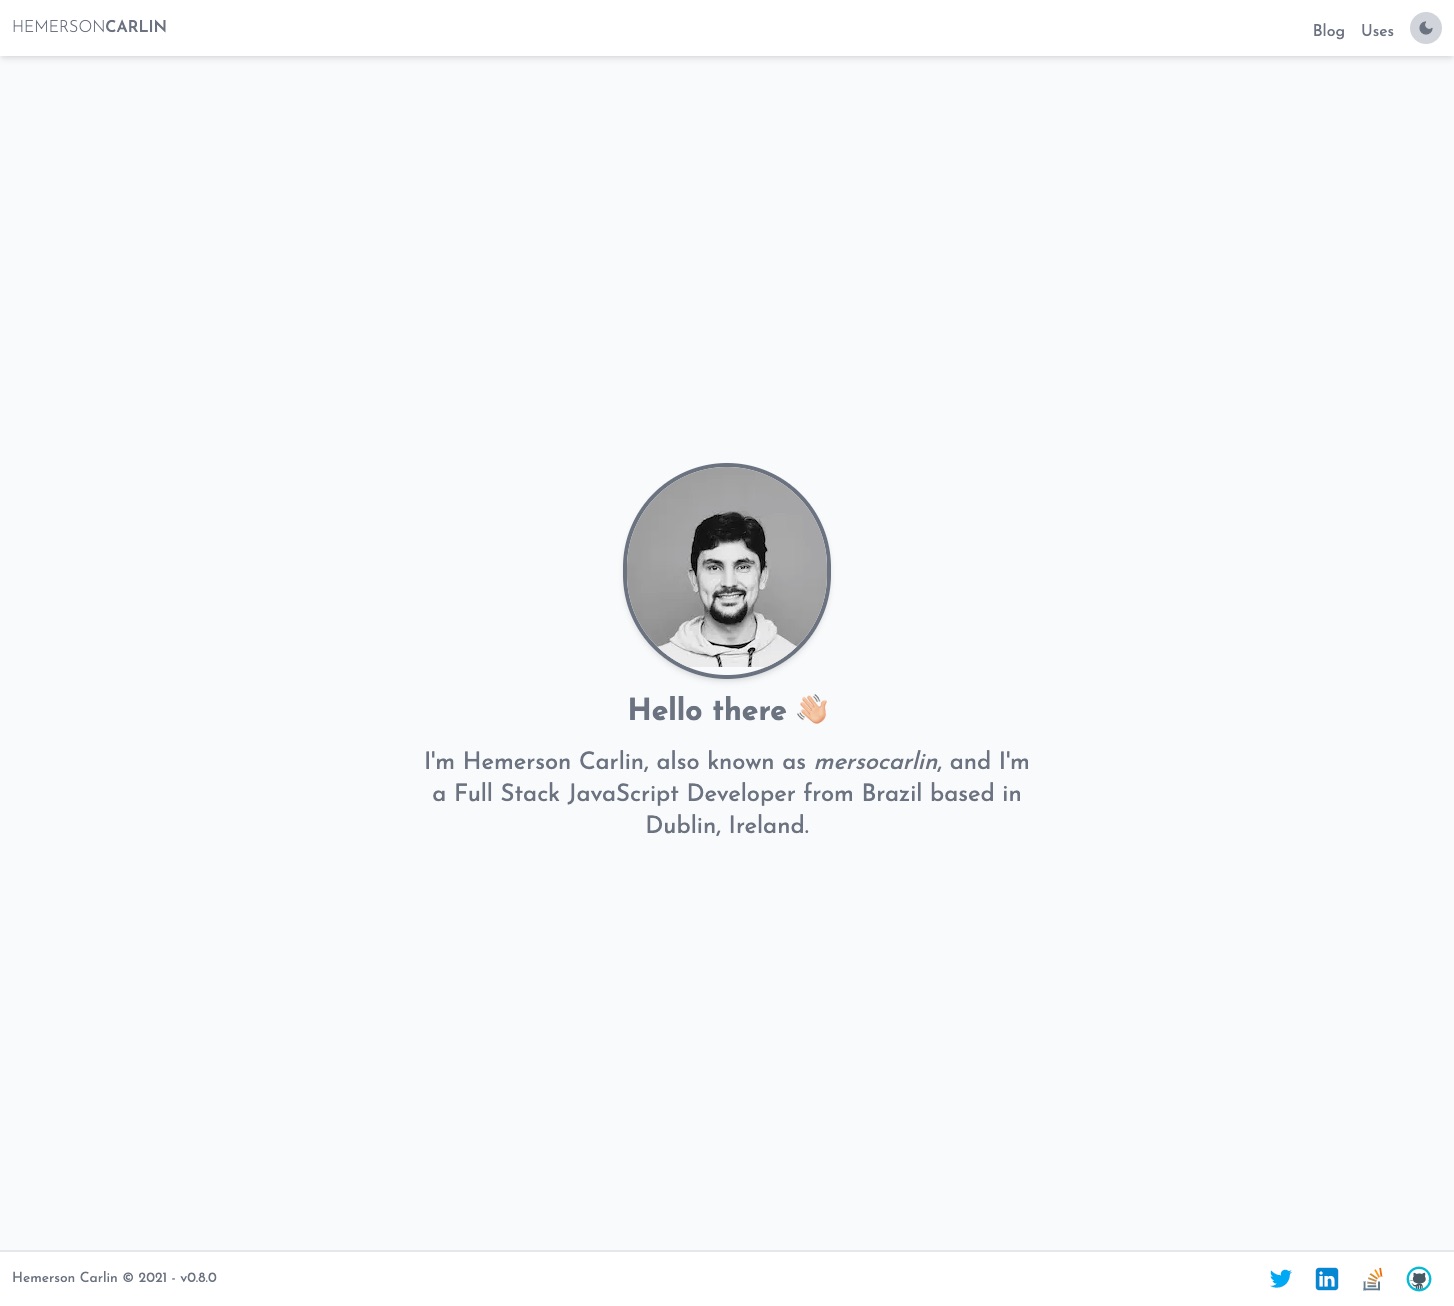 HEMERSONCARLIN
Blog Uses
Hello there 👋🏼
I'm Hemerson Carlin, also known as mersocarlin, and I'm
a Full Stack JavaScript Developer from Brazil based in
Dublin, Ireland.
Hemerson Carlin © 2021 - v0.8.0
in